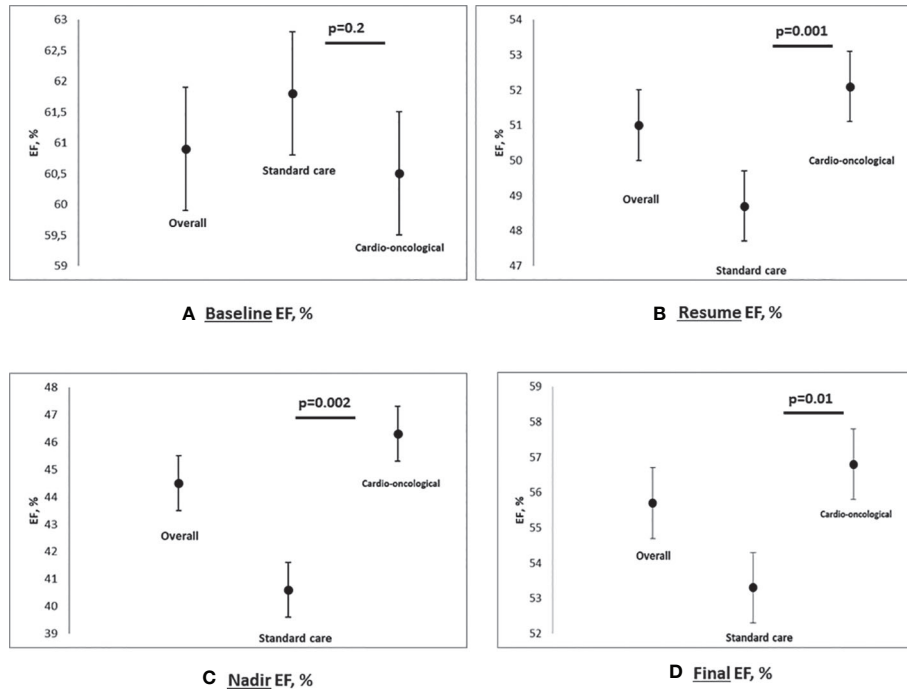 63
62,5
62
61,5
61
60,5
60
59,5
59
EF, %
p=0.2
Overall
Standard care
Cardio-oncological
A Baseline EF, %
54
53
52
51
50
49
48
47
EF, %
p=0.001
Overall
Standard care
Cardio-oncological
B Resume EF, %
48
47
46
45
44
43
42
41
40
39
EF, %
p=0.002
Overall
Standard care
Cardio-oncological
C Nadir EF, %
59
58
57
56
55
54
53
52
EF, %
p=0.01
Overall
Standard care
Cardio-oncological
D Final EF, %